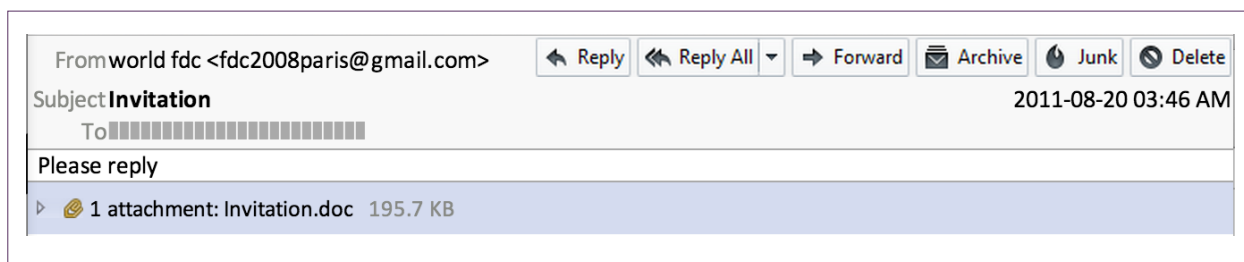 From world fdc <fdc2008paris@gmail.com> Reply Reply All Forward Archive Junk Delete
Subject Invitation 2011-08-20 03:46 AM
To
Please reply
1 attachment: Invitation.doc 195.7 KB